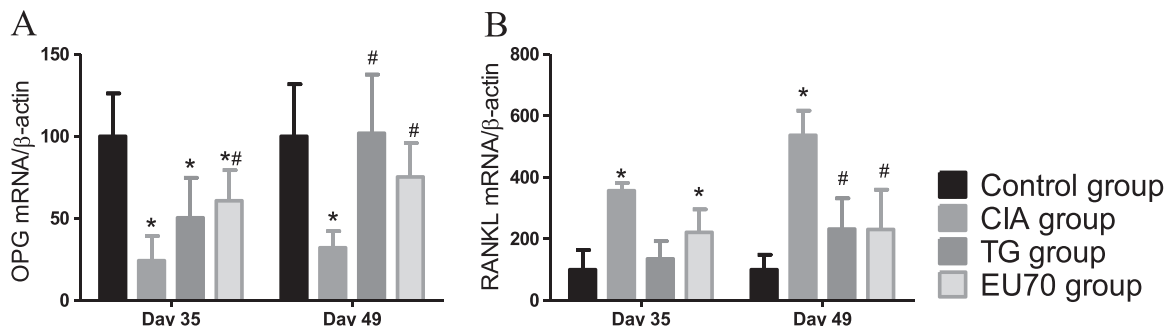 A
OPG mRNA/β-actin
150
100
50
0
*
*
*#
*
#
#
Day 35
Day 49
B
RANKL mRNA/β-actin
800
600
400
200
0
*
*
*
#
#
Day 35
Day 49
Control group
CIA group
TG group
EU70 group